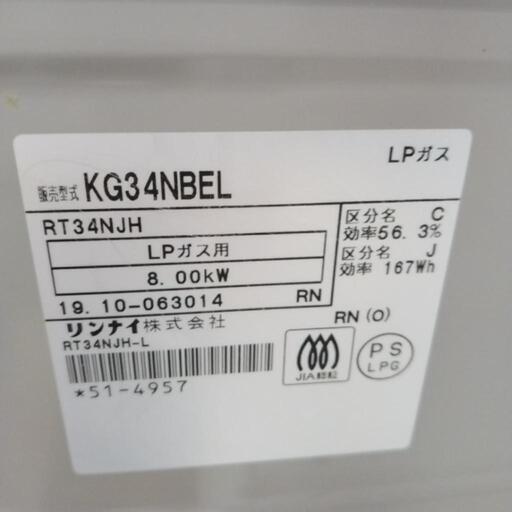 LPガス
販売型式 KG34NBEL
RT34NJH
LPガス用
8.00kW
区分名 C
効率56.3%
区分名 J
効率 167Wh
19.10-063014 RN
リンナイ株式会社
RN(O)
RT34NJH-L
*51-4957
JIA
PS
LPG